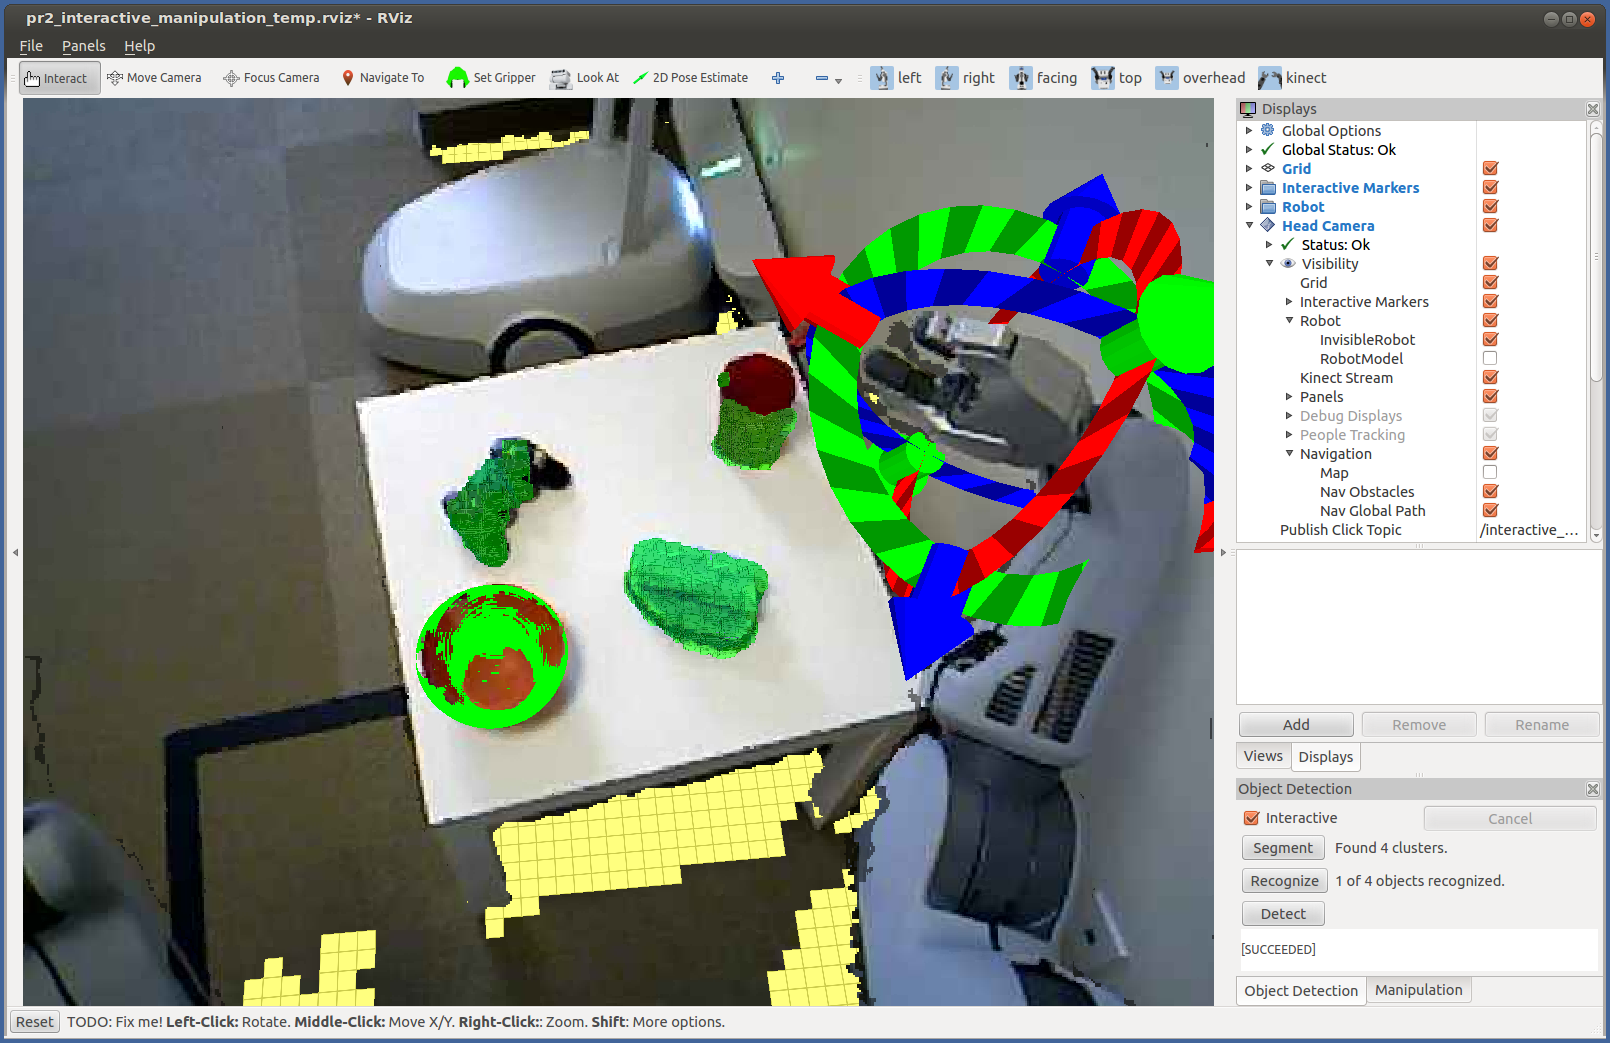 pr2_interactive_manipulation_temp.rviz* - RViz
File Panels Help
Interact Move Camera Focus Camera Navigate To Set Gripper Look At 2D Pose Estimate left right facing top overhead kinect
Displays
Global Options
Global Status: Ok
Grid
Interactive Markers
Robot
Head Camera
Status: Ok
Visibility
Grid
Interactive Markers
Robot
InvisibleRobot
RobotModel
Kinect Stream
Panels
Debug Displays
People Tracking
Navigation
Map
Nav Obstacles
Nav Global Path
Publish Click Topic /interactive_...
Add Remove Rename
Views Displays
Object Detection
Interactive Cancel
Segment Found 4 clusters.
Recognize 1 of 4 objects recognized.
Detect
[SUCCEEDED]
Object Detection Manipulation
Reset TODO: Fix me! Left-Click: Rotate. Middle-Click: Move X/Y. Right-Click:: Zoom. Shift: More options.